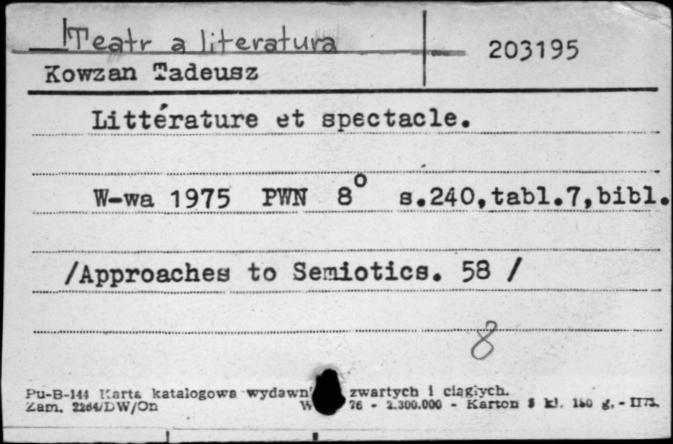 Teatr a literatura
203195
Kowzan Tadeusz
Littérature et spectacle.
W-wa 1975 PWN 8° s.240,tabl.7,bibl.
/Approaches to Semiotics. 58 /
8
Pu-B-144 Karta katalogowa wydawn zwartych i ciągłych.
Zam. 2264/DW/On W 76 - 2.300.000 - Karton kl. g. -